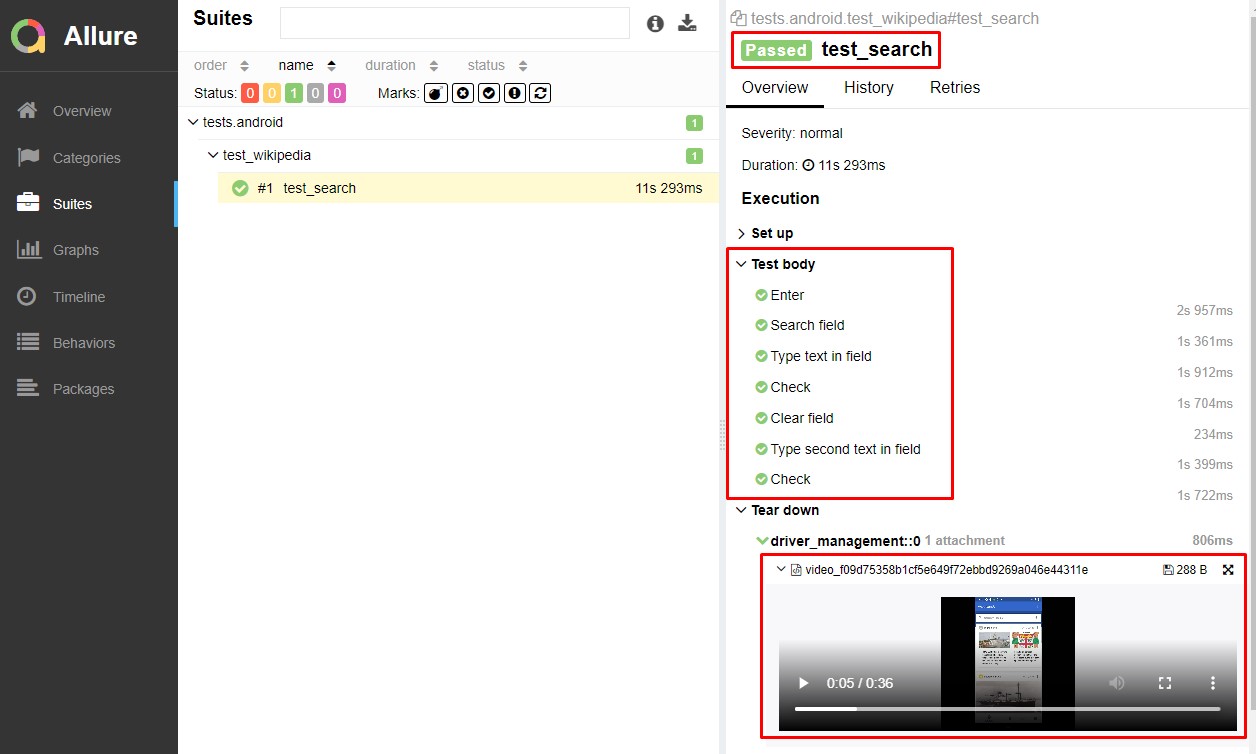 Allure
Overview
Categories
Suites
Graphs
Timeline
Behaviors
Packages
Suites
order name duration status
Status: 0 0 1 0 0 Marks:
tests.android 1
test_wikipedia 1
#1 test_search 11s 293ms
tests.android.test_wikipedia#test_search
Passed test_search
Overview History Retries
Severity: normal
Duration: 11s 293ms
Execution
Set up
Test body
Enter
2s 957ms
Search field
1s 361ms
Type text in field
1s 912ms
Check
1s 704ms
Clear field
234ms
Type second text in field
1s 399ms
Check
1s 722ms
Tear down
driver_management::0 1 attachment 806ms
video_f09d75358b1cf5e649f72ebbd9269a046e44311e 288 B
0:05 / 0:36